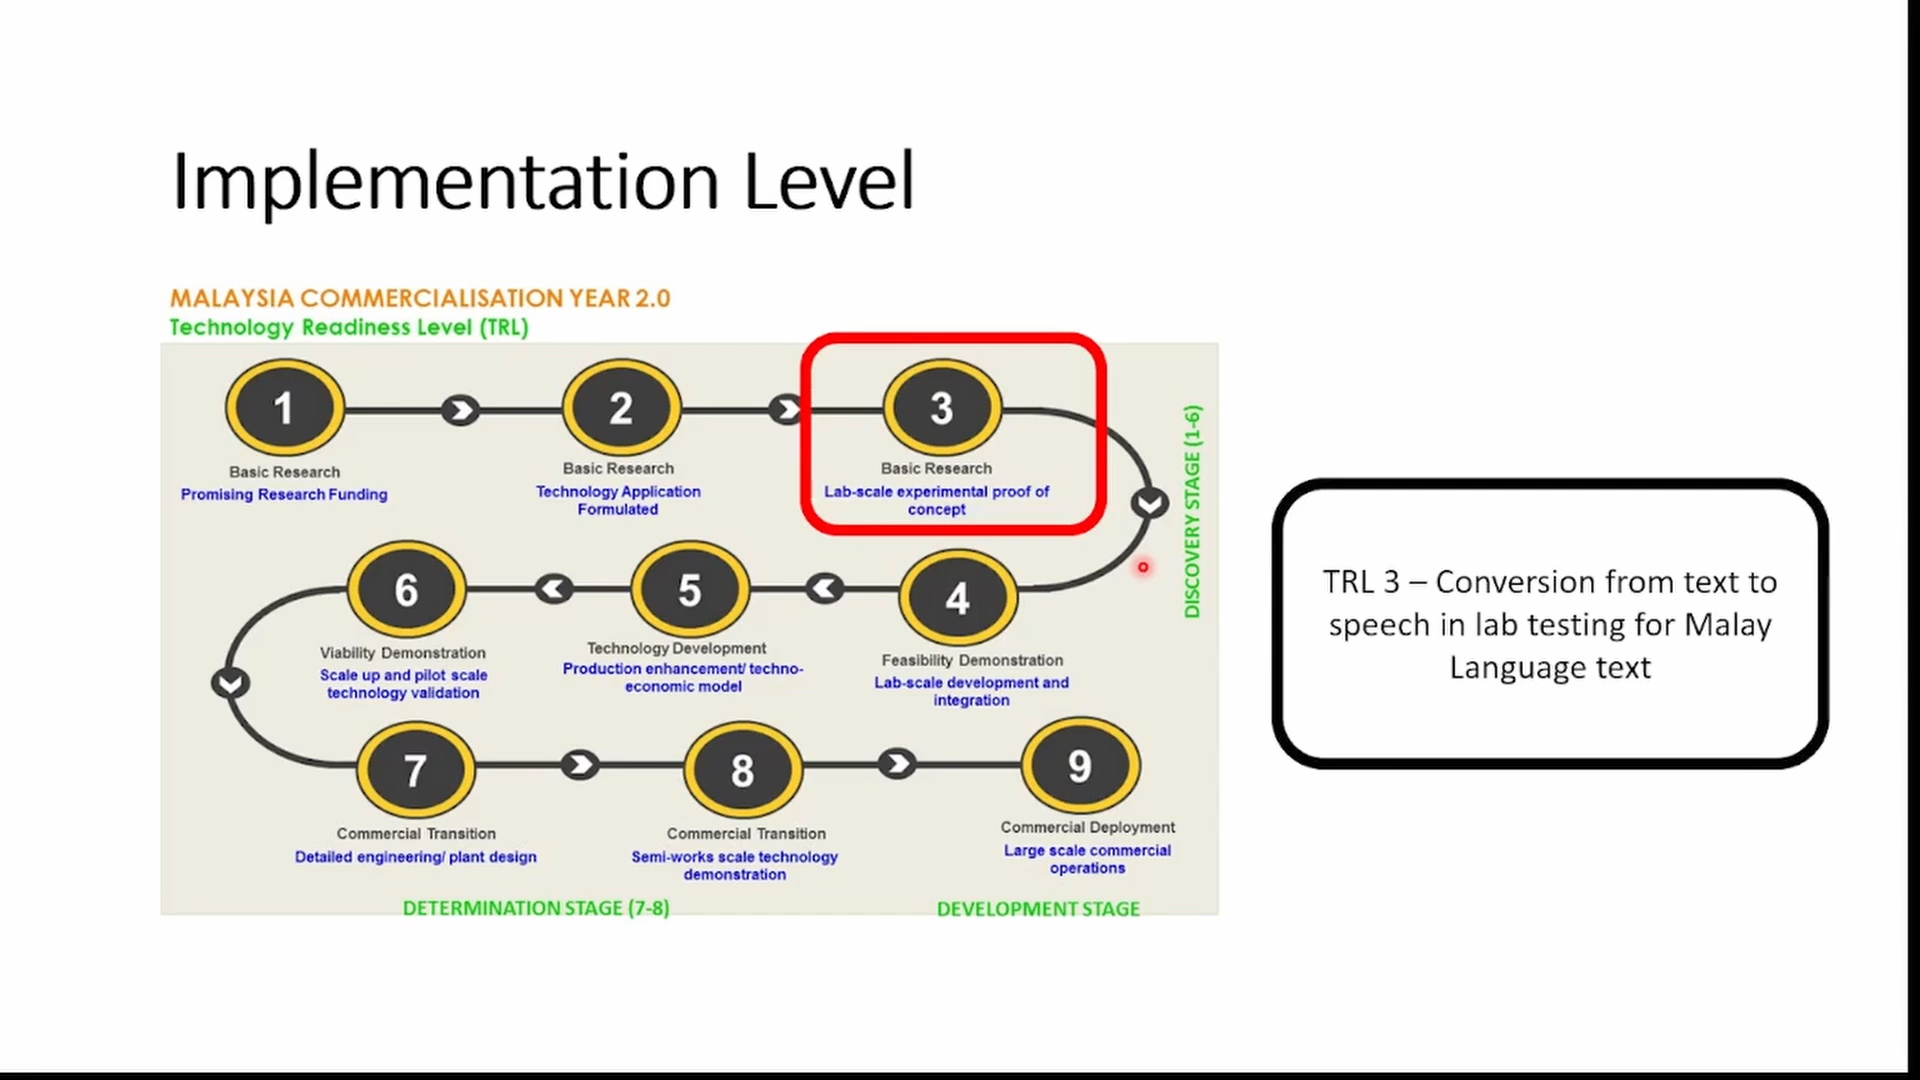 Implementation Level
MALAYSIA COMMERCIALISATION YEAR 2.0
Technology Readiness Level (TRL)
1
Basic Research
Promising Research Funding
2
Basic Research
Technology Application
Formulated
3
Basic Research
Lab-scale experimental proof of
concept
DISCOVERY STAGE (1-6)
6
Viability Demonstration
Scale up and pilot scale
technology validation
5
Technology Development
Production enhancement/ techno-
economic model
4
Feasibility Demonstration
Lab-scale development and
integration
7
Commercial Transition
Detailed engineering/ plant design
8
Commercial Transition
Semi-works scale technology
demonstration
9
Commercial Deployment
Large scale commercial
operations
DETERMINATION STAGE (7-8)
DEVELOPMENT STAGE
TRL 3 – Conversion from text to
speech in lab testing for Malay
Language text